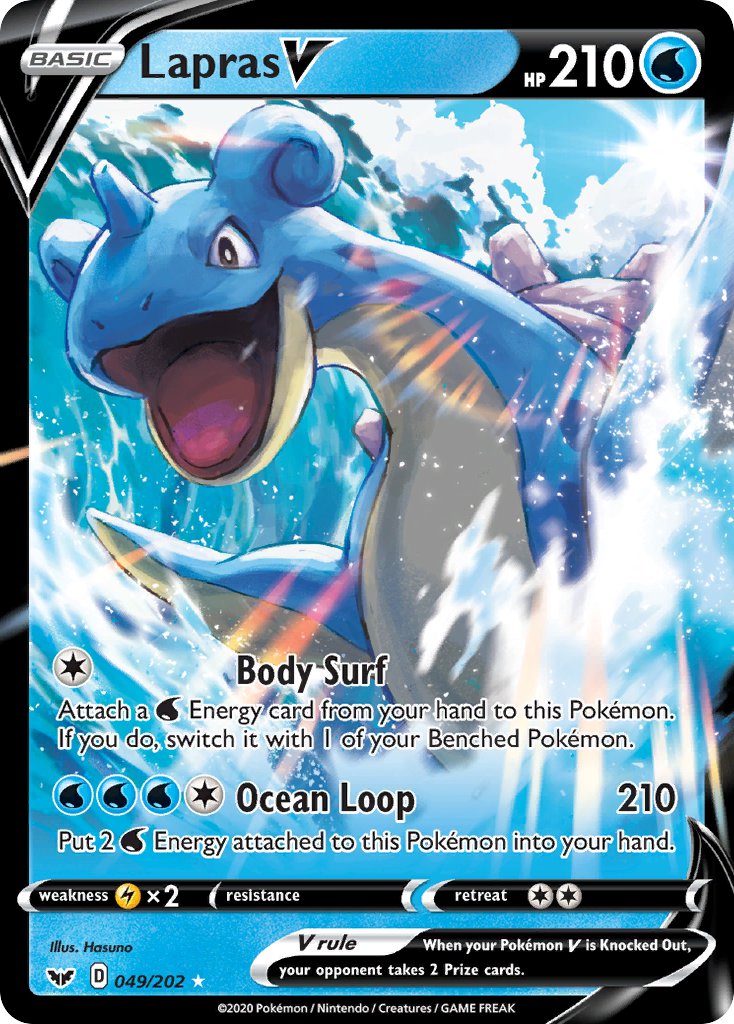 BASIC Lapras V HP 210
Body Surf
Attach a Energy card from your hand to this Pokémon.
If you do, switch it with 1 of your Benched Pokémon.
Ocean Loop 210
Put 2 Energy attached to this Pokémon into your hand.
weakness ×2 resistance retreat
Illus. Hasuno
V rule When your Pokémon V is Knocked Out,
your opponent takes 2 Prize cards.
D 049/202
©2020 Pokémon / Nintendo / Creatures / GAME FREAK